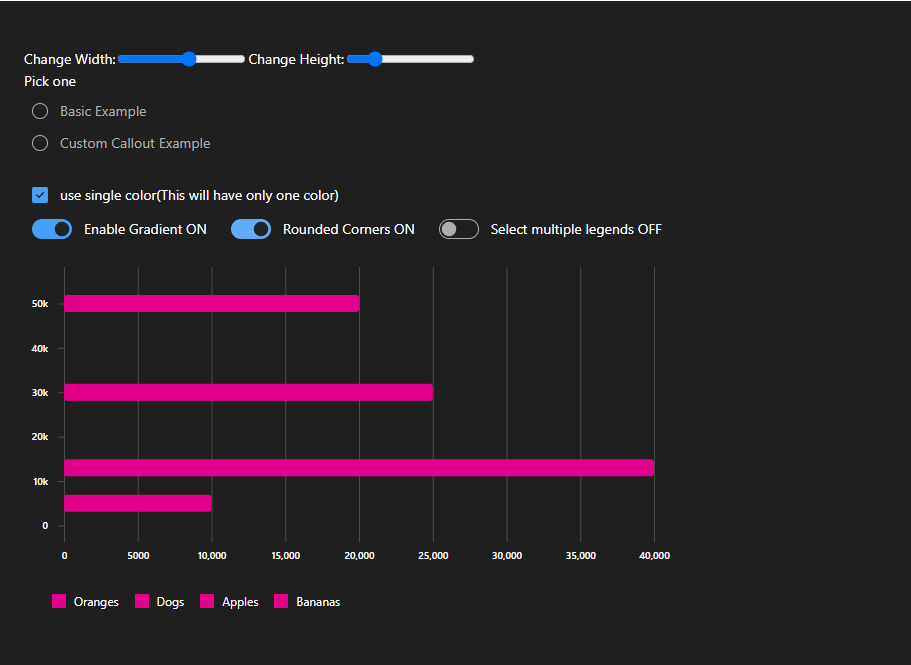 Change Width: Change Height:
Pick one
Basic Example
Custom Callout Example
use single color(This will have only one color)
Enable Gradient ON Rounded Corners ON Select multiple legends OFF
50k
40k
30k
20k
10k
0
0 5000 10,000 15,000 20,000 25,000 30,000 35,000 40,000
Oranges Dogs Apples Bananas